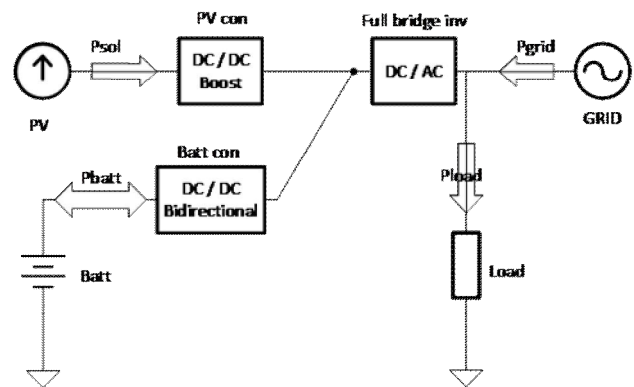 PV con
Full bridge inv
Psol
Pgrid
DC / DC
Boost
DC / AC
PV
GRID
Batt con
Pbatt
DC / DC
Bidirectional
Pload
Batt
Load